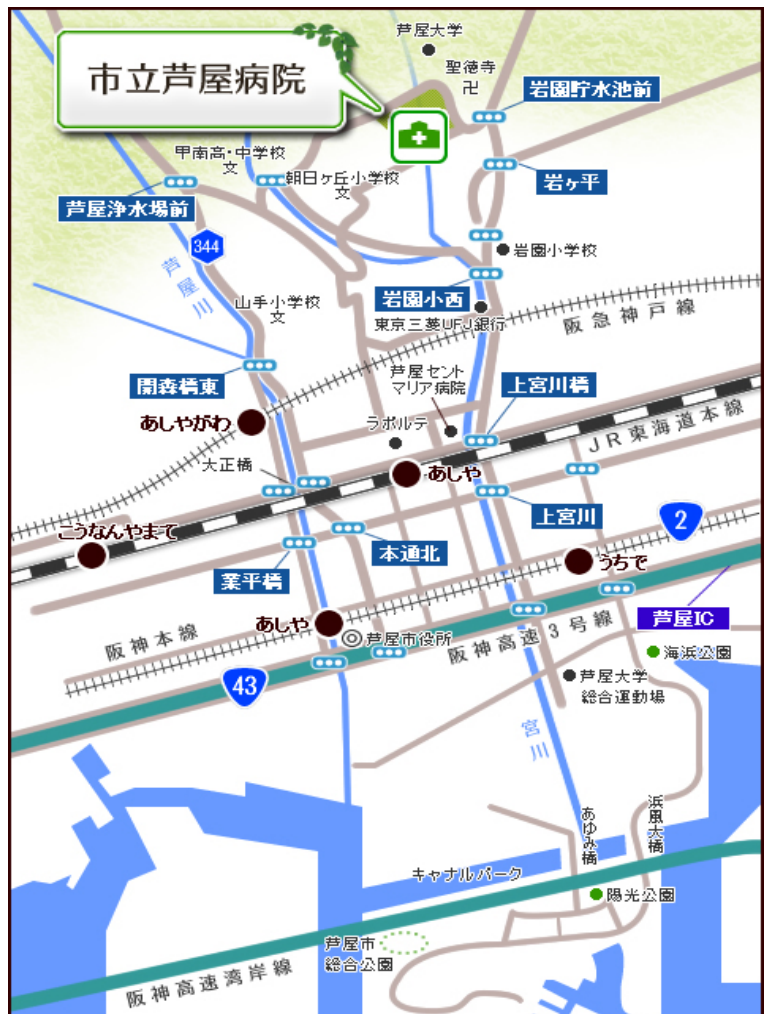 芦屋大学
市立芦屋病院
聖徳寺
卍
岩園貯水池前
甲南高・中学校
文
朝日ヶ丘小学校
文
岩ヶ平
芦屋浄水場前
344
芦屋川
岩園小学校
山手小学校
文
岩園小西
東京三菱UFJ銀行
阪急神戸線
開森橋東
芦屋セント
マリア病院
上宮川橋
あしやがわ
ラポルテ
JR東海道本線
大正橋
あしや
上宮川
2
こうなんやまて
本通北
業平橋
うちで
あしや
芦屋市役所
阪神本線
阪神高速3号線
芦屋IC
海浜公園
43
芦屋大学
総合運動場
宮川
あゆみ橋
浜風大橋
キャナルパーク
陽光公園
芦屋市
総合公園
阪神高速湾岸線